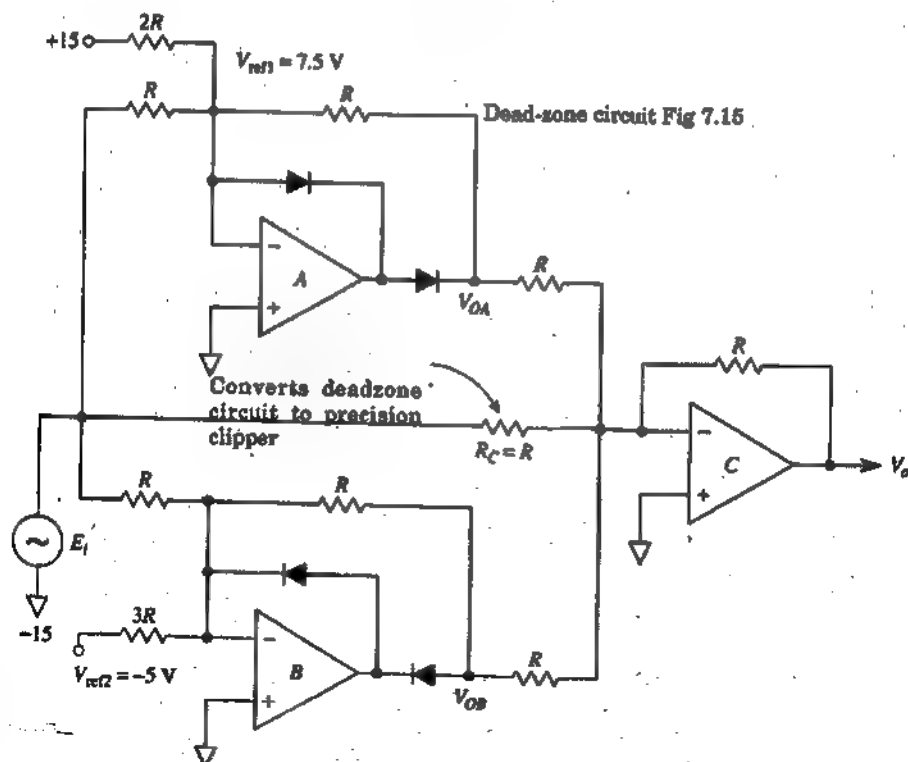 2R
+15
V_ref1 = 7.5 V
R
R
Dead-zone circuit Fig 7.15
−
A
+
R
V_OA
Converts deadzone
circuit to precision
clipper
R
R_C = R
−
C
+
V_o
R
R
E_i
−15
3R
−
B
+
R
V_ref2 = −5 V
V_OB